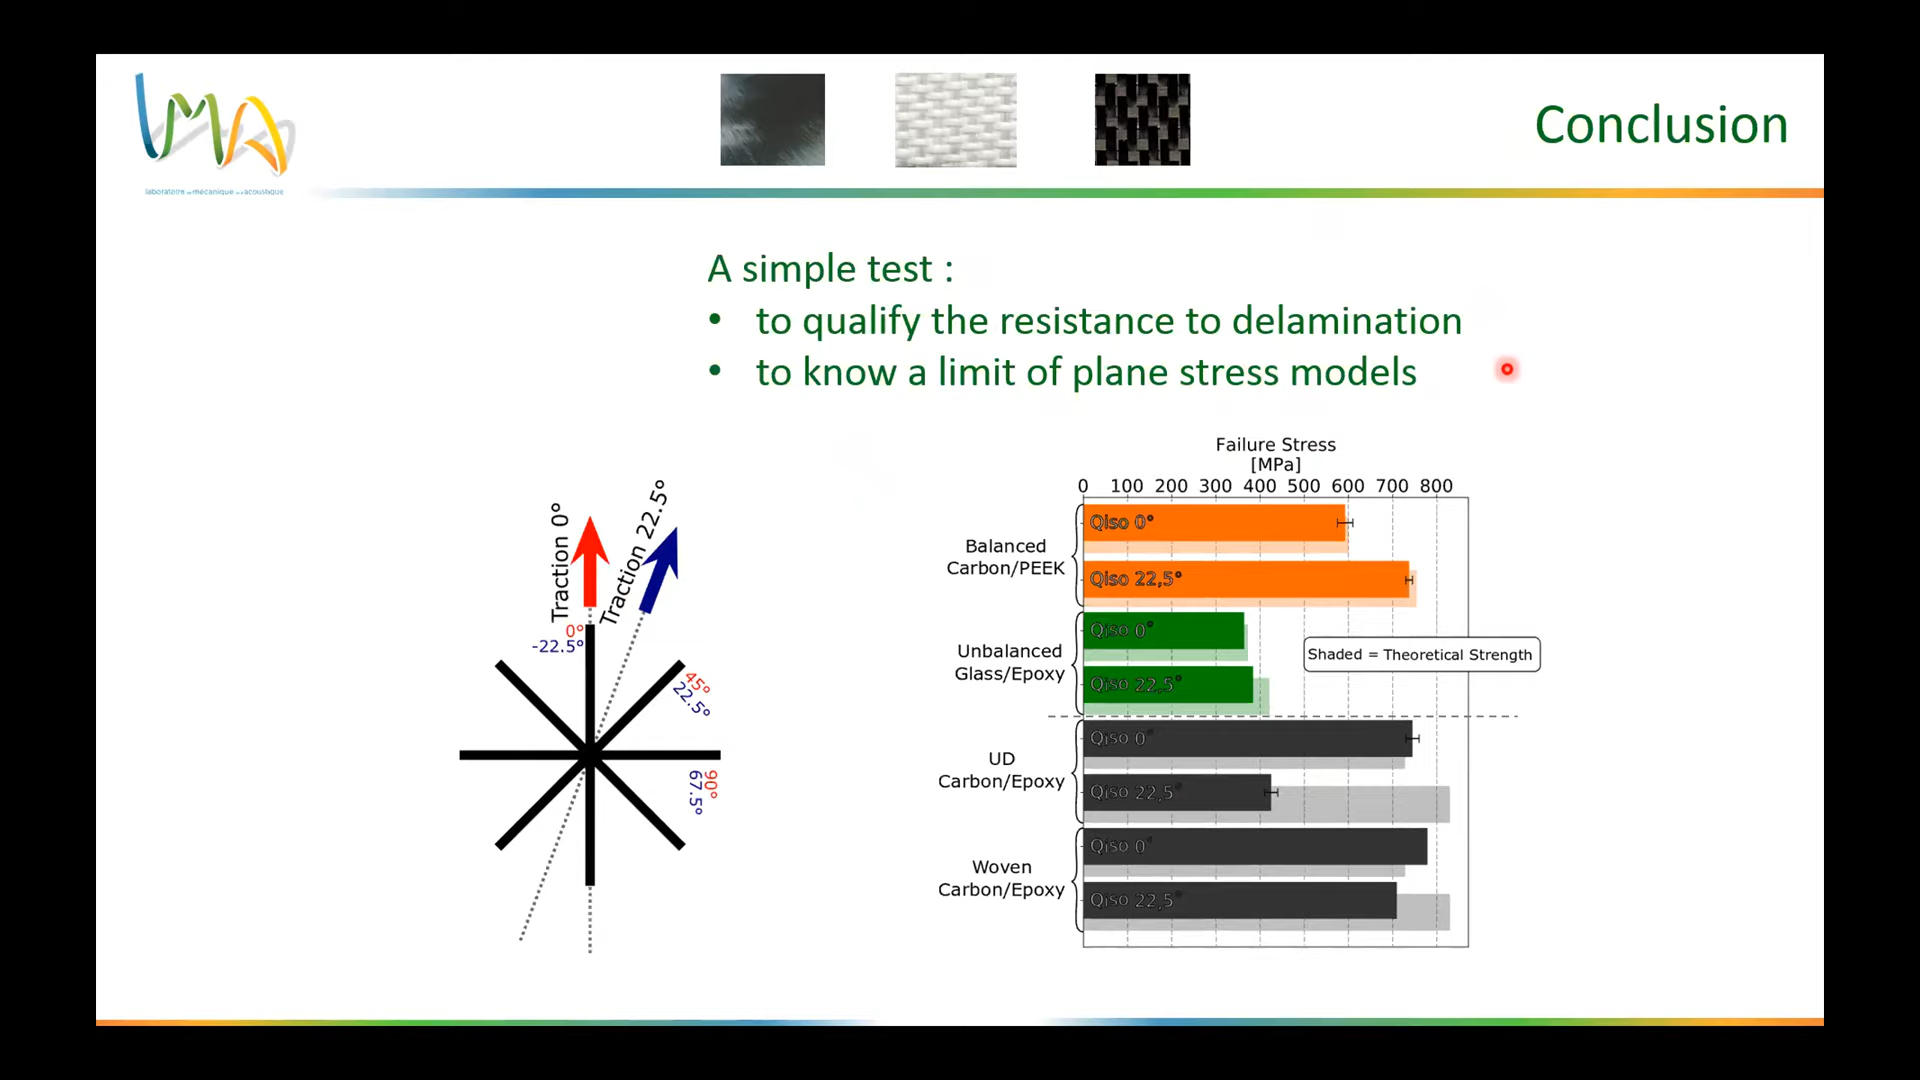 LMA
laboratoire de mécanique et d'acoustique
Conclusion
A simple test :
• to qualify the resistance to delamination
• to know a limit of plane stress models
Traction 0°
Traction 22.5°
0°
-22.5°
45°
22.5°
90°
67.5°
Failure Stress
[MPa]
0 100 200 300 400 500 600 700 800
Balanced
Carbon/PEEK
Qiso 0°
Qiso 22,5°
Unbalanced
Glass/Epoxy
Qiso 0°
Qiso 22,5°
Shaded = Theoretical Strength
UD
Carbon/Epoxy
Qiso 0°
Qiso 22,5°
Woven
Carbon/Epoxy
Qiso 0°
Qiso 22,5°